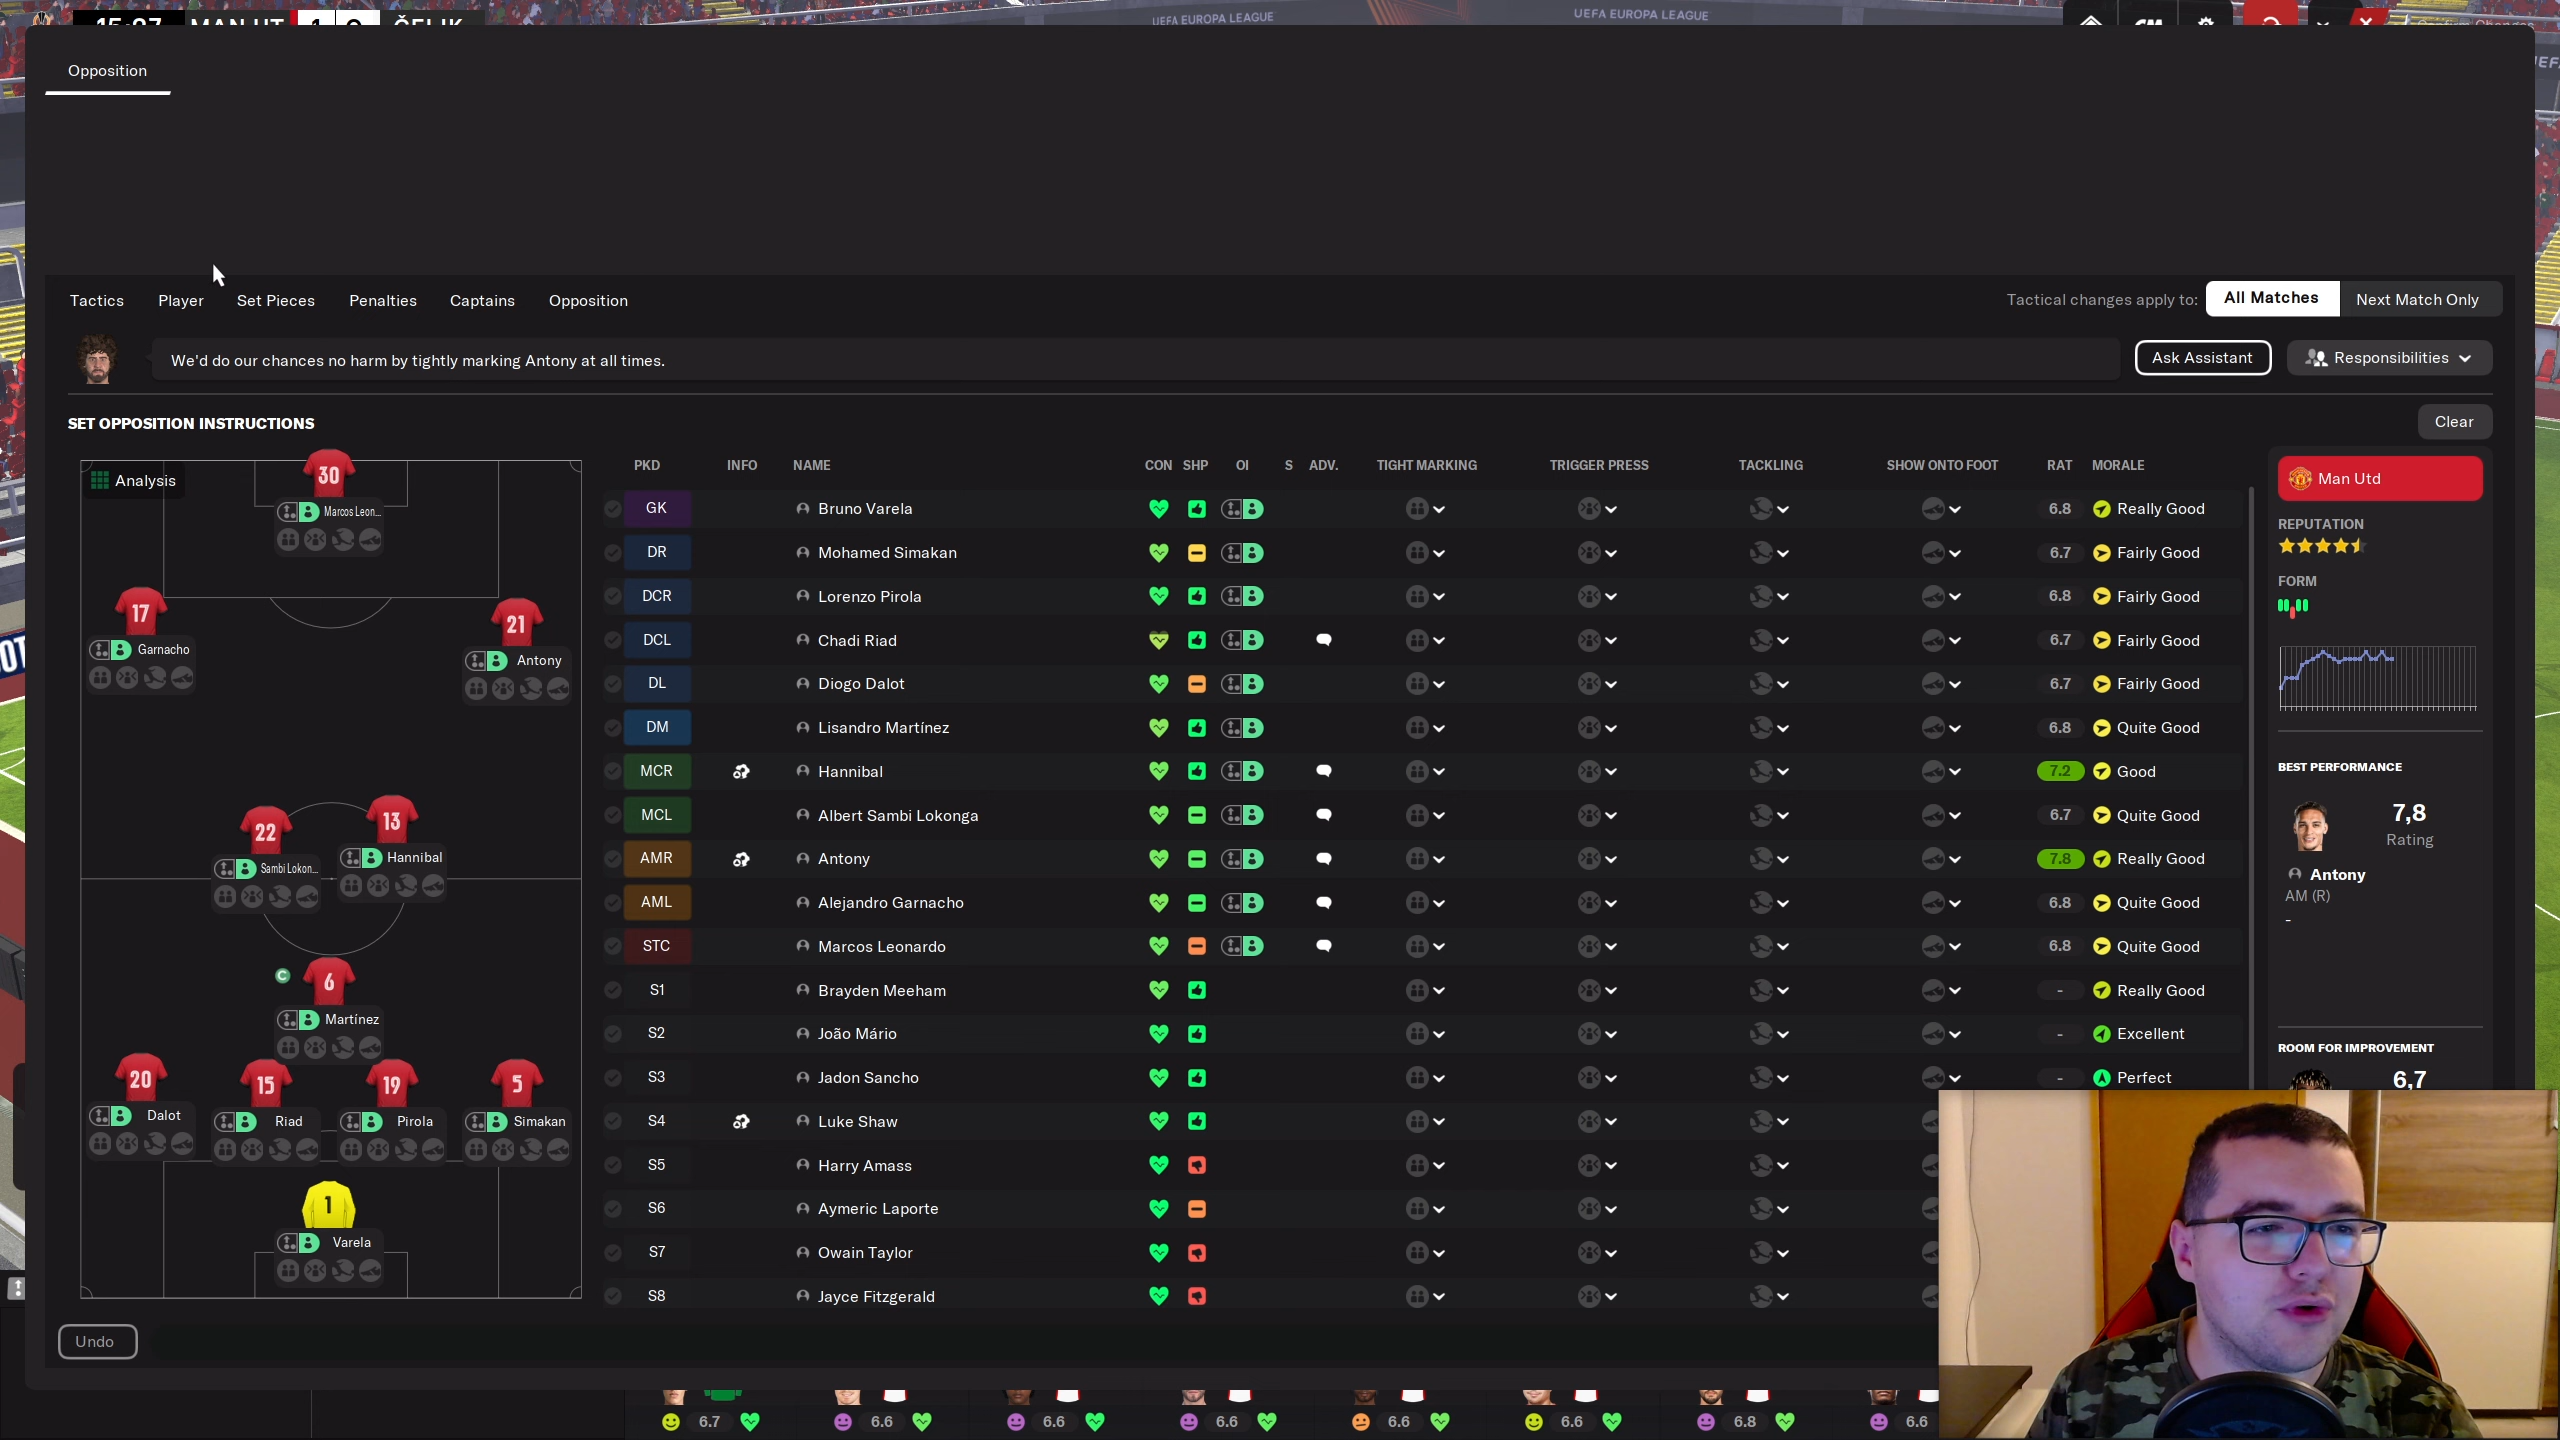 MAN UT
1
0
ČELIK
UEFA EUROPA LEAGUE
UEFA EUROPA LEAGUE
Opposition
Tactics Player Set Pieces Penalties Captains Opposition
Tactical changes apply to: All Matches Next Match Only
We'd do our chances no harm by tightly marking Antony at all times.
Ask Assistant Responsibilities
SET OPPOSITION INSTRUCTIONS
Clear
Analysis
30
Marcos Leon...
17
Garnacho
21
Antony
22
Sambi Lokon...
13
Hannibal
C
6
Martínez
20
Dalot
15
Riad
19
Pirola
5
Simakan
1
Varela
PKD INFO NAME CON SHP OI S ADV. TIGHT MARKING TRIGGER PRESS TACKLING SHOW ONTO FOOT RAT MORALE
GK Bruno Varela 6.8 Really Good
DR Mohamed Simakan 6.7 Fairly Good
DCR Lorenzo Pirola 6.8 Fairly Good
DCL Chadi Riad 6.7 Fairly Good
DL Diogo Dalot 6.7 Fairly Good
DM Lisandro Martínez 6.8 Quite Good
MCR Hannibal 7.2 Good
MCL Albert Sambi Lokonga 6.7 Quite Good
AMR Antony 7.8 Really Good
AML Alejandro Garnacho 6.8 Quite Good
STC Marcos Leonardo 6.8 Quite Good
S1 Brayden Meeham - Really Good
S2 João Mário - Excellent
S3 Jadon Sancho - Perfect
S4 Luke Shaw
S5 Harry Amass
S6 Aymeric Laporte
S7 Owain Taylor
S8 Jayce Fitzgerald
Man Utd
REPUTATION
FORM
BEST PERFORMANCE
7,8
Rating
Antony
AM (R)
-
ROOM FOR IMPROVEMENT
6,7
Undo
6.7 6.6 6.6 6.6 6.6 6.6 6.8 6.6